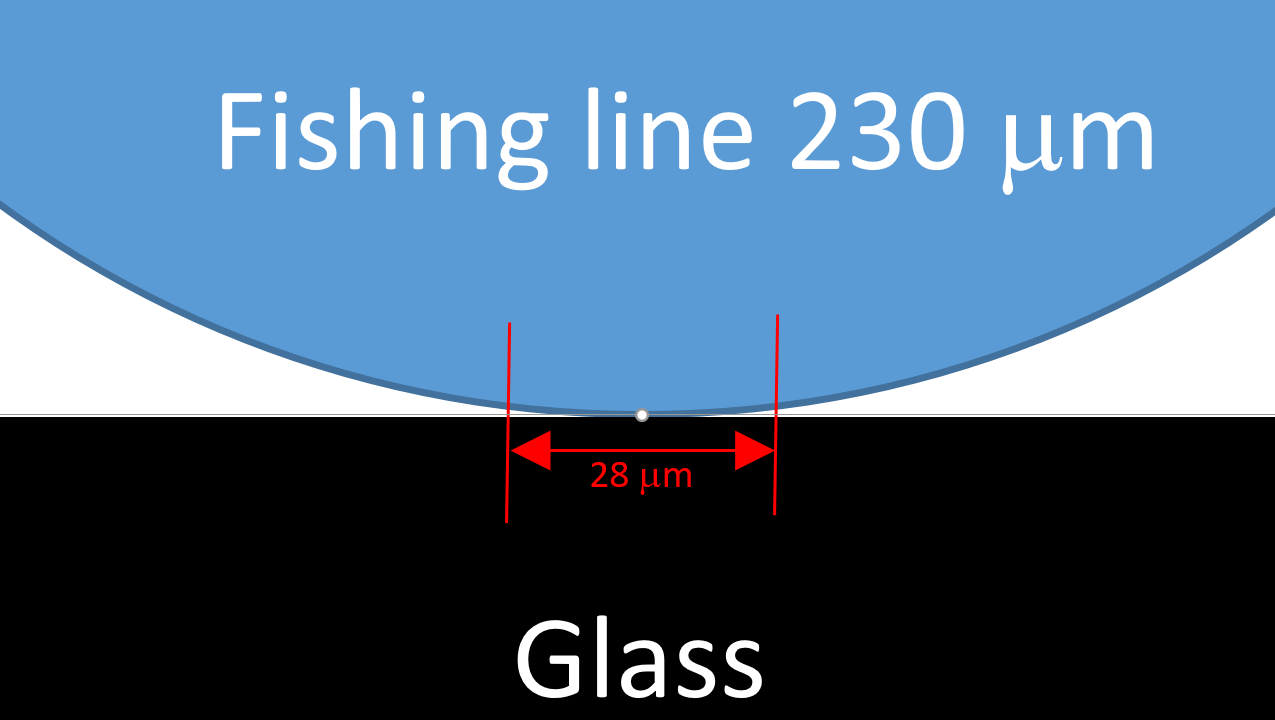 Fishing line 230 μm
28 μm
Glass